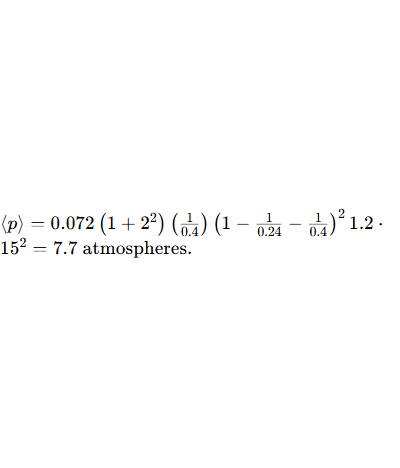 ⟨p⟩ = 0.072 (1 + 2²) (1/0.4) (1 − 1/0.24 − 1/0.4)² 1.2 ·
15² = 7.7 atmospheres.